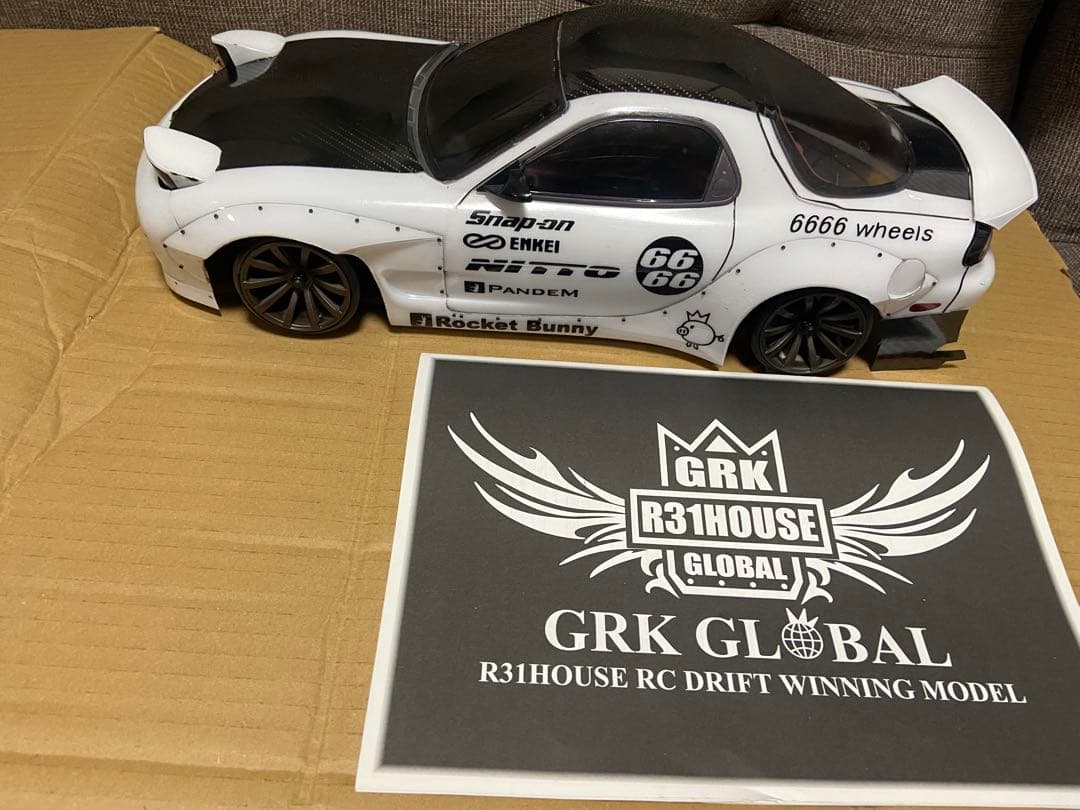 Snap-on
ENKEI
NITTO
PANDEM
Rocket Bunny
66
66
6666 wheels
GRK
R31HOUSE
GLOBAL
GRK GLOBAL
R31HOUSE RC DRIFT WINNING MODEL